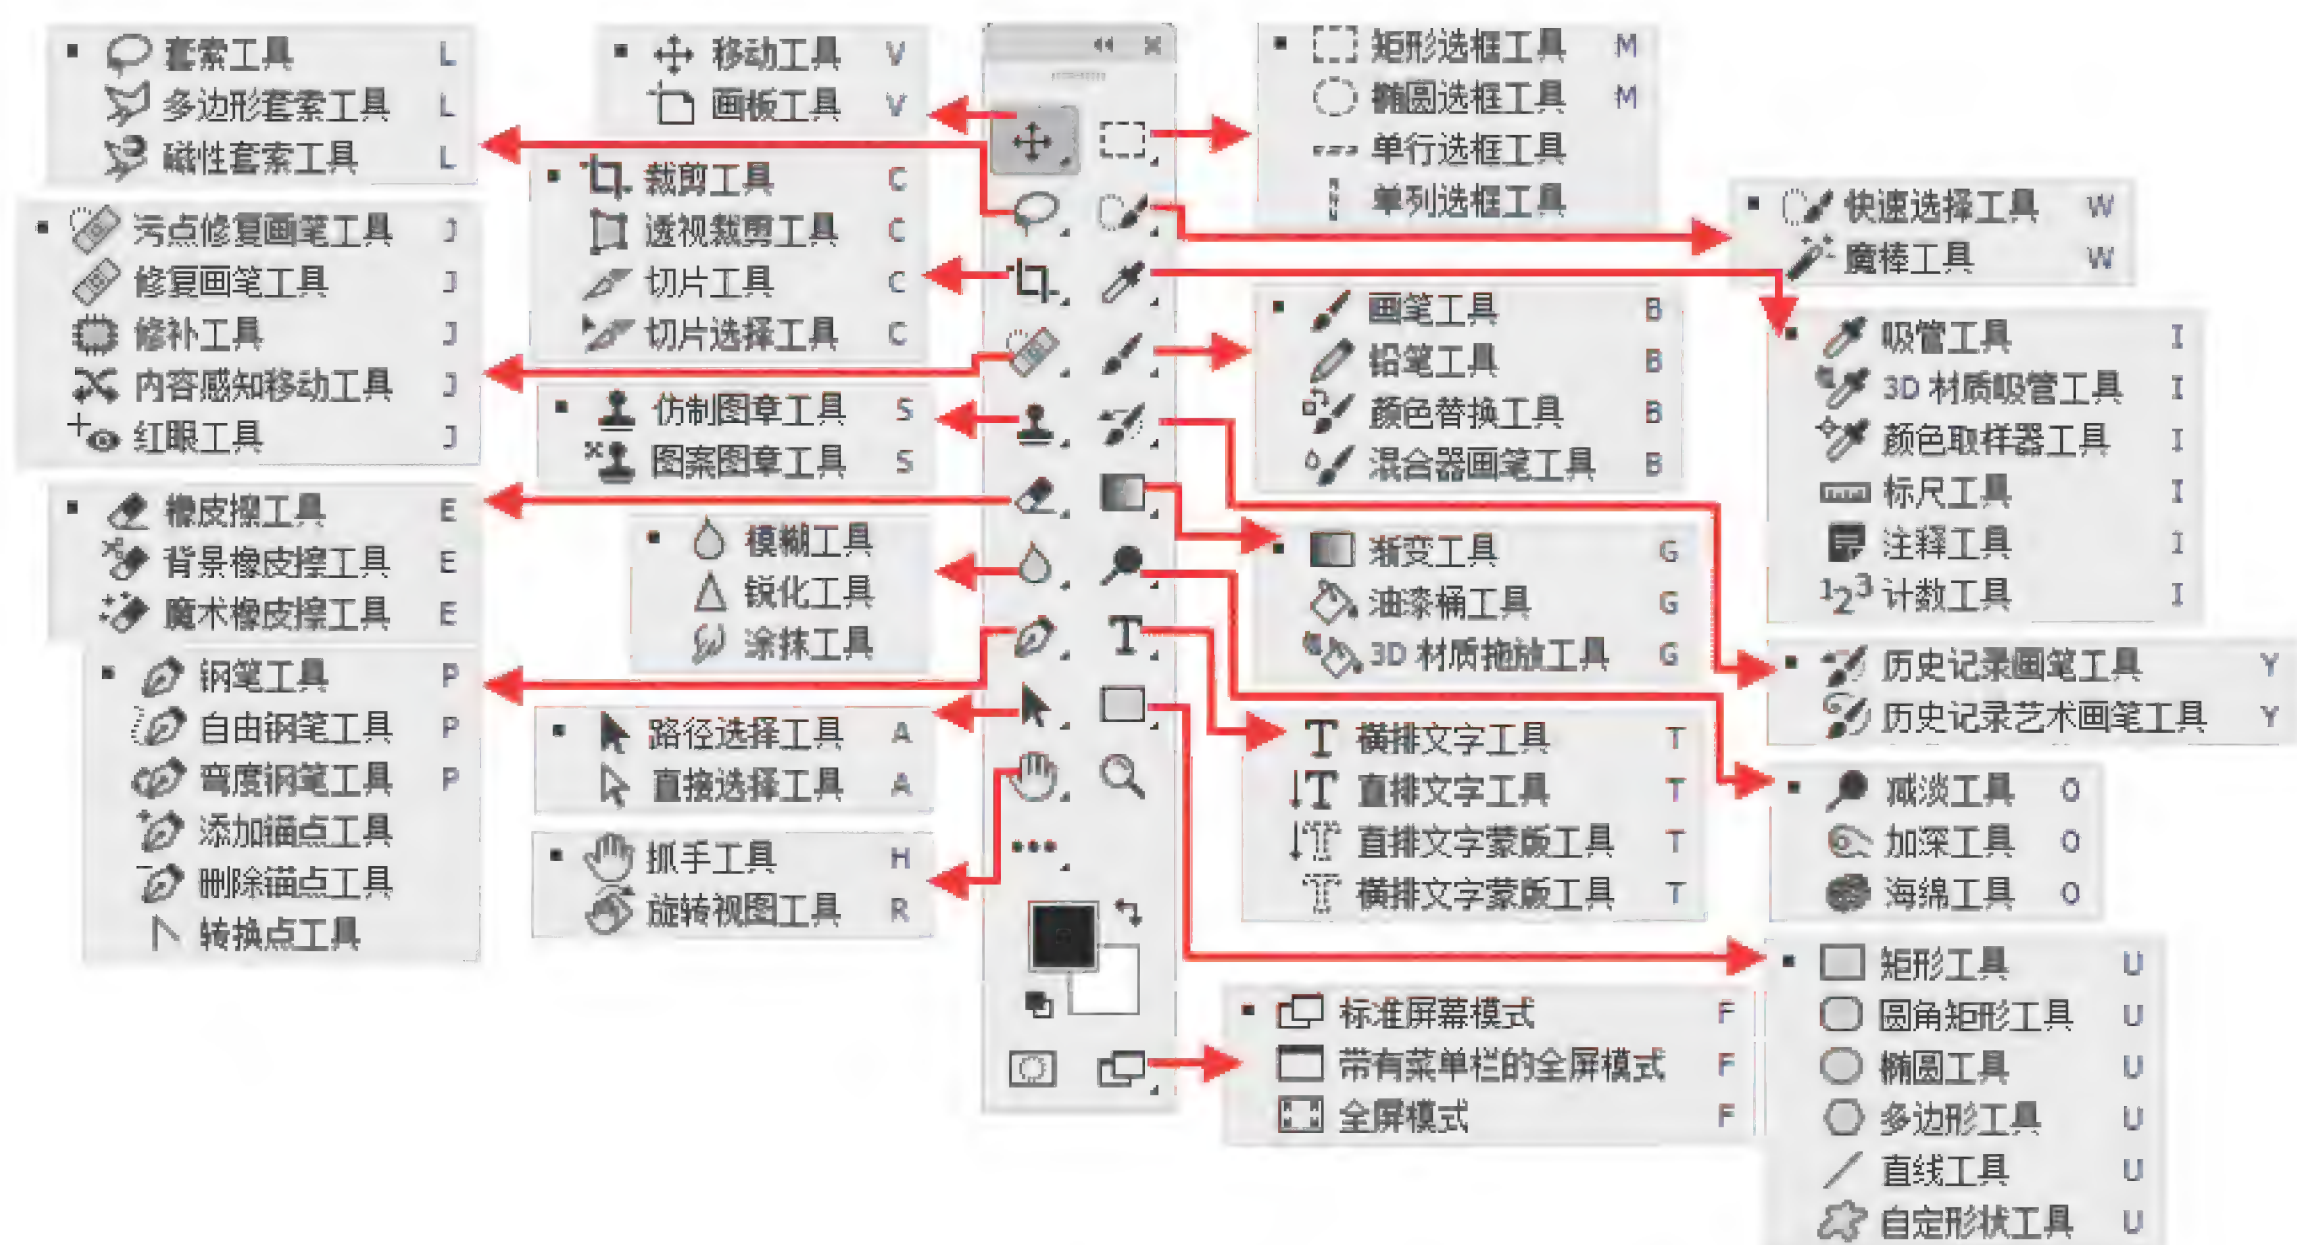 套索工具 L
多边形套索工具 L
磁性套索工具 L
移动工具 V
画板工具 V
矩形选框工具 M
椭圆选框工具 M
单行选框工具
单列选框工具
裁剪工具 C
透视裁剪工具 C
切片工具 C
切片选择工具 C
快速选择工具 W
魔棒工具 W
污点修复画笔工具 J
修复画笔工具 J
修补工具 J
内容感知移动工具 J
红眼工具 J
画笔工具 B
铅笔工具 B
颜色替换工具 B
混合器画笔工具 B
吸管工具 I
3D 材质吸管工具 I
颜色取样器工具 I
标尺工具 I
注释工具 I
123 计数工具 I
仿制图章工具 S
图案图章工具 S
橡皮擦工具 E
背景橡皮擦工具 E
魔术橡皮擦工具 E
模糊工具
锐化工具
涂抹工具
渐变工具 G
油漆桶工具 G
3D 材质拖放工具 G
历史记录画笔工具 Y
历史记录艺术画笔工具 Y
钢笔工具 P
自由钢笔工具 P
弯度钢笔工具 P
添加锚点工具
删除锚点工具
转换点工具
路径选择工具 A
直接选择工具 A
T
T 横排文字工具 T
T 直排文字工具 T
T 直排文字蒙版工具 T
T 横排文字蒙版工具 T
减淡工具 O
加深工具 O
海绵工具 O
抓手工具 H
旋转视图工具 R
矩形工具 U
圆角矩形工具 U
椭圆工具 U
多边形工具 U
直线工具 U
自定形状工具 U
标准屏幕模式 F
带有菜单栏的全屏模式 F
全屏模式 F